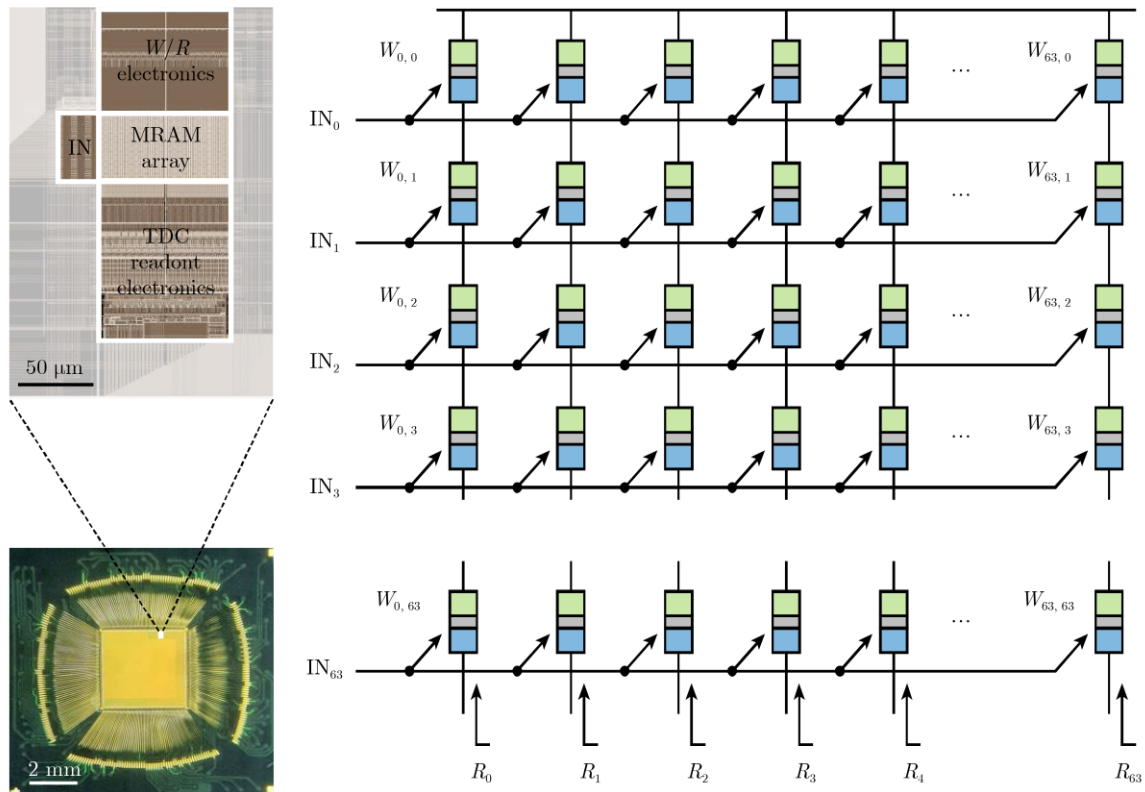 W/R
electronics
IN
MRAM
array
TDC
readont
electronics
50 μm
2 mm
W0, 0
...
W63, 0
IN0
W0, 1
...
W63, 1
IN1
W0, 2
...
W63, 2
IN2
W0, 3
...
W63, 3
IN3
W0, 63
...
W63, 63
IN63
R0
R1
R2
R3
R4
R63